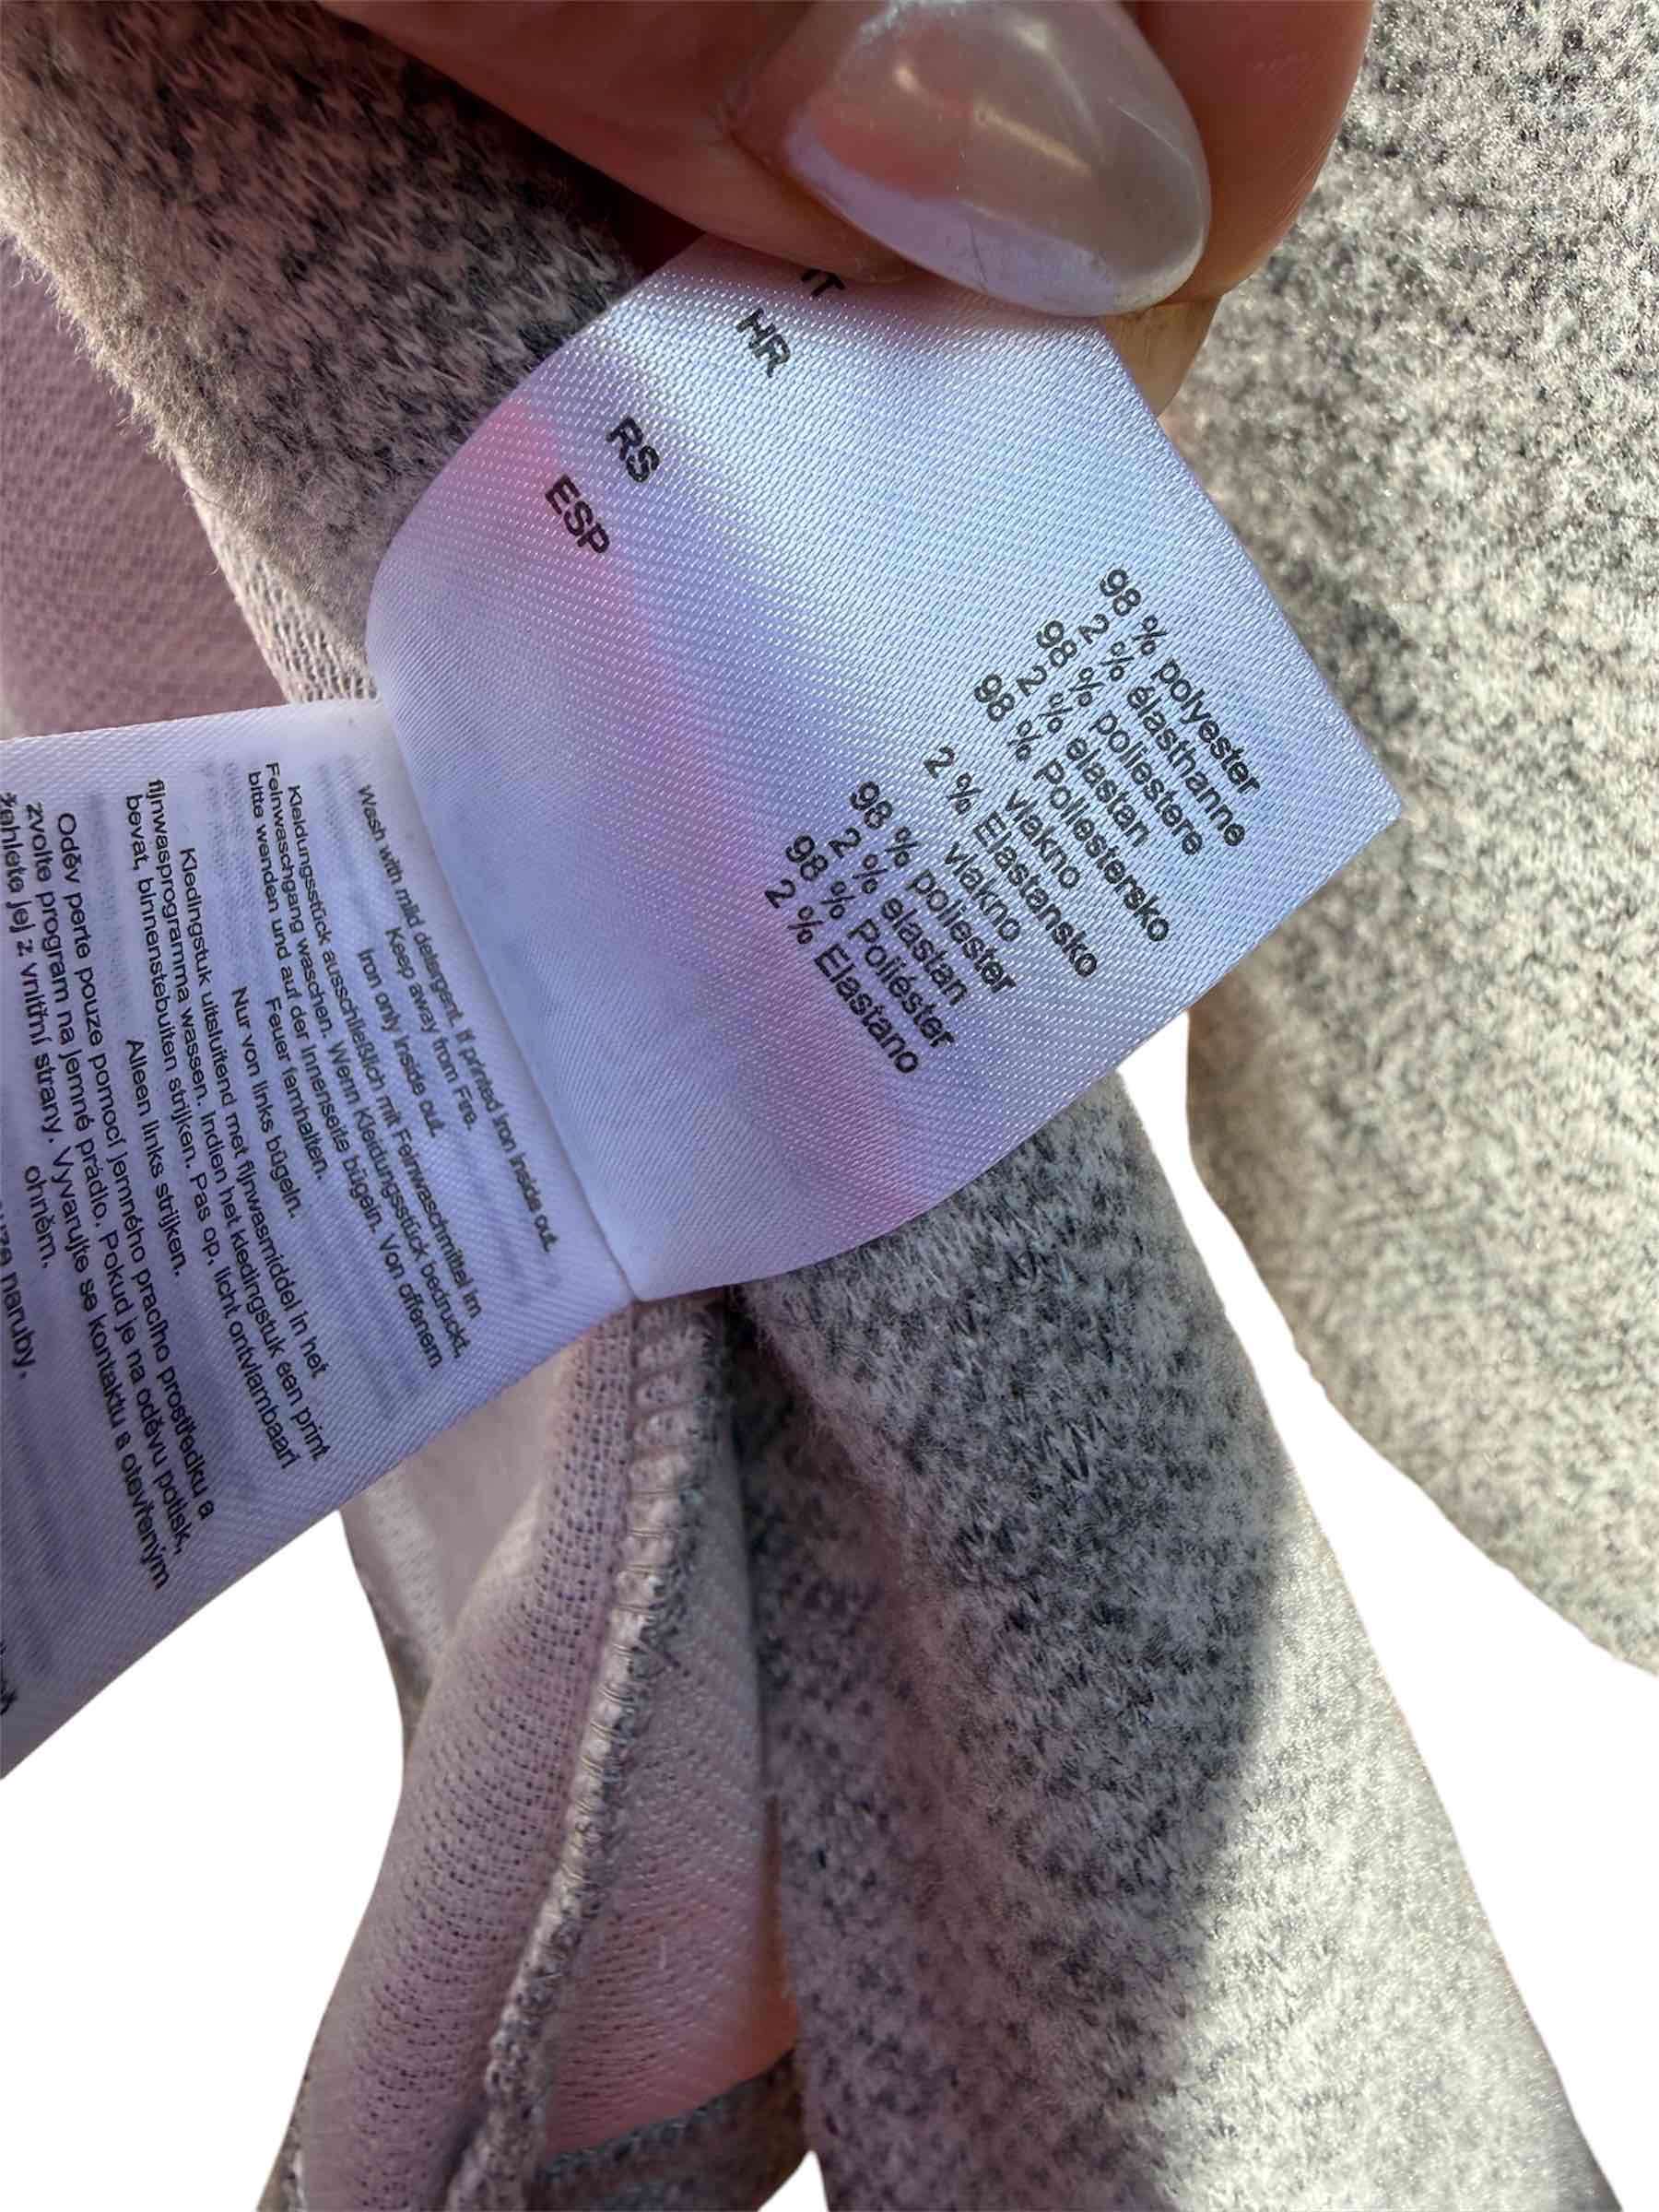 98 % polyester
2 % élasthanne
98 % poliestere
2 % elastan
HR 98 % Poliestersko
vlakno
2 % Elastansko
vlakno
RS 98 % poliester
2 % elastan
ESP 98 % Poliéster
2 % Elastano
Wash with mild detergent. If printed iron inside out.
Keep away from Fire.
Iron only inside out.
Kleidungsstück ausschließlich mit Feinwaschmittel im
Feinwaschgang waschen. Wenn Kleidungsstück bedruckt,
bitte wenden und auf der Innenseite bügeln. Von offenem
Feuer fernhalten.
Nur von links bügeln.
Kledingstuk uitsluitend met fijnwasmiddel in het
fijnwasprogramma wassen. Indien het kledingstuk een print
bevat, binnenstebuiten strijken. Pas op, licht ontvlambaar!
Alleen links strijken.
Oděv perte pouze pomocí jemného pracího prostředku a
zvolte program na jemné prádlo. Pokud je na oděvu potisk,
žehlete jej z vnitřní strany. Vyvarujte se kontaktu s otevřeným
ohněm.
naruby.